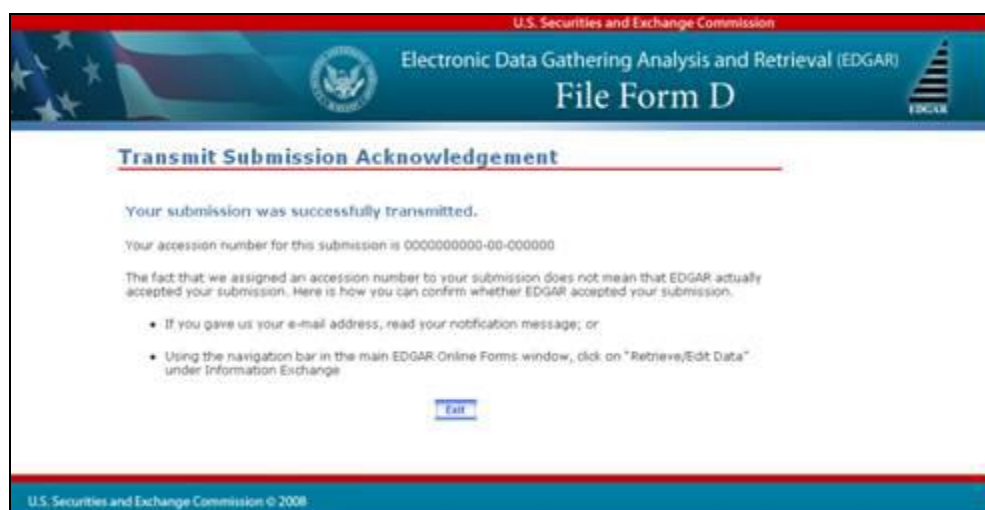 U.S. Securities and Exchange Commission
Electronic Data Gathering Analysis and Retrieval (EDGAR)
File Form D
EDGAR
Transmit Submission Acknowledgement
Your submission was successfully transmitted.
Your accession number for this submission is 0000000000-00-000000
The fact that we assigned an accession number to your submission does not mean that EDGAR actually
accepted your submission. Here is how you can confirm whether EDGAR accepted your submission.
• If you gave us your e-mail address, read your notification message; or
• Using the navigation bar in the main EDGAR Online Forms window, click on "Retrieve/Edit Data"
under Information Exchange
Exit
U.S. Securities and Exchange Commission © 2008